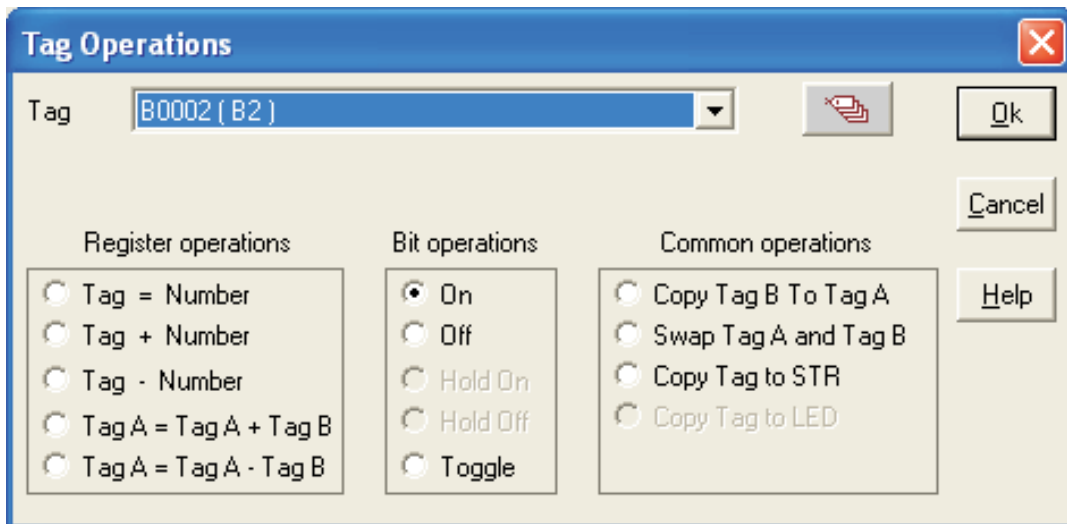 Tag Operations
Tag B0002 ( B2 )
Ok
Cancel
Help
Register operations
Tag = Number
Tag + Number
Tag - Number
Tag A = Tag A + Tag B
Tag A = Tag A - Tag B
Bit operations
On
Off
Hold On
Hold Off
Toggle
Common operations
Copy Tag B To Tag A
Swap Tag A and Tag B
Copy Tag to STR
Copy Tag to LED